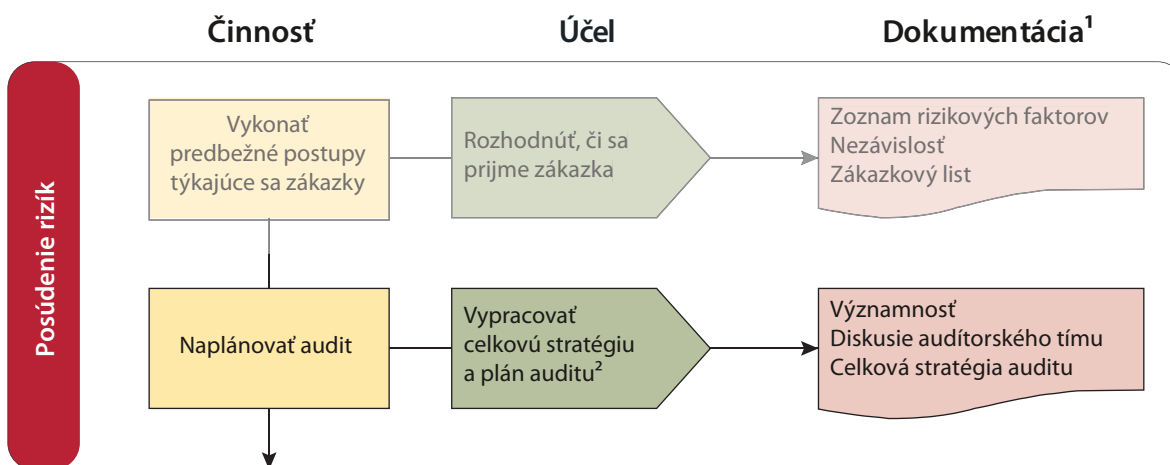 Činnosť
Účel
Dokumentácia¹
Posúdenie rizík
Vykonať
predbežné postupy
týkajúce sa zákazky
Rozhodnúť, či sa
prijme zákazka
Zoznam rizikových faktorov
Nezávislosť
Zákazkový list
Naplánovať audit
Vypracovať
celkovú stratégiu
a plán auditu²
Významnosť
Diskusie audítorského tímu
Celková stratégia auditu